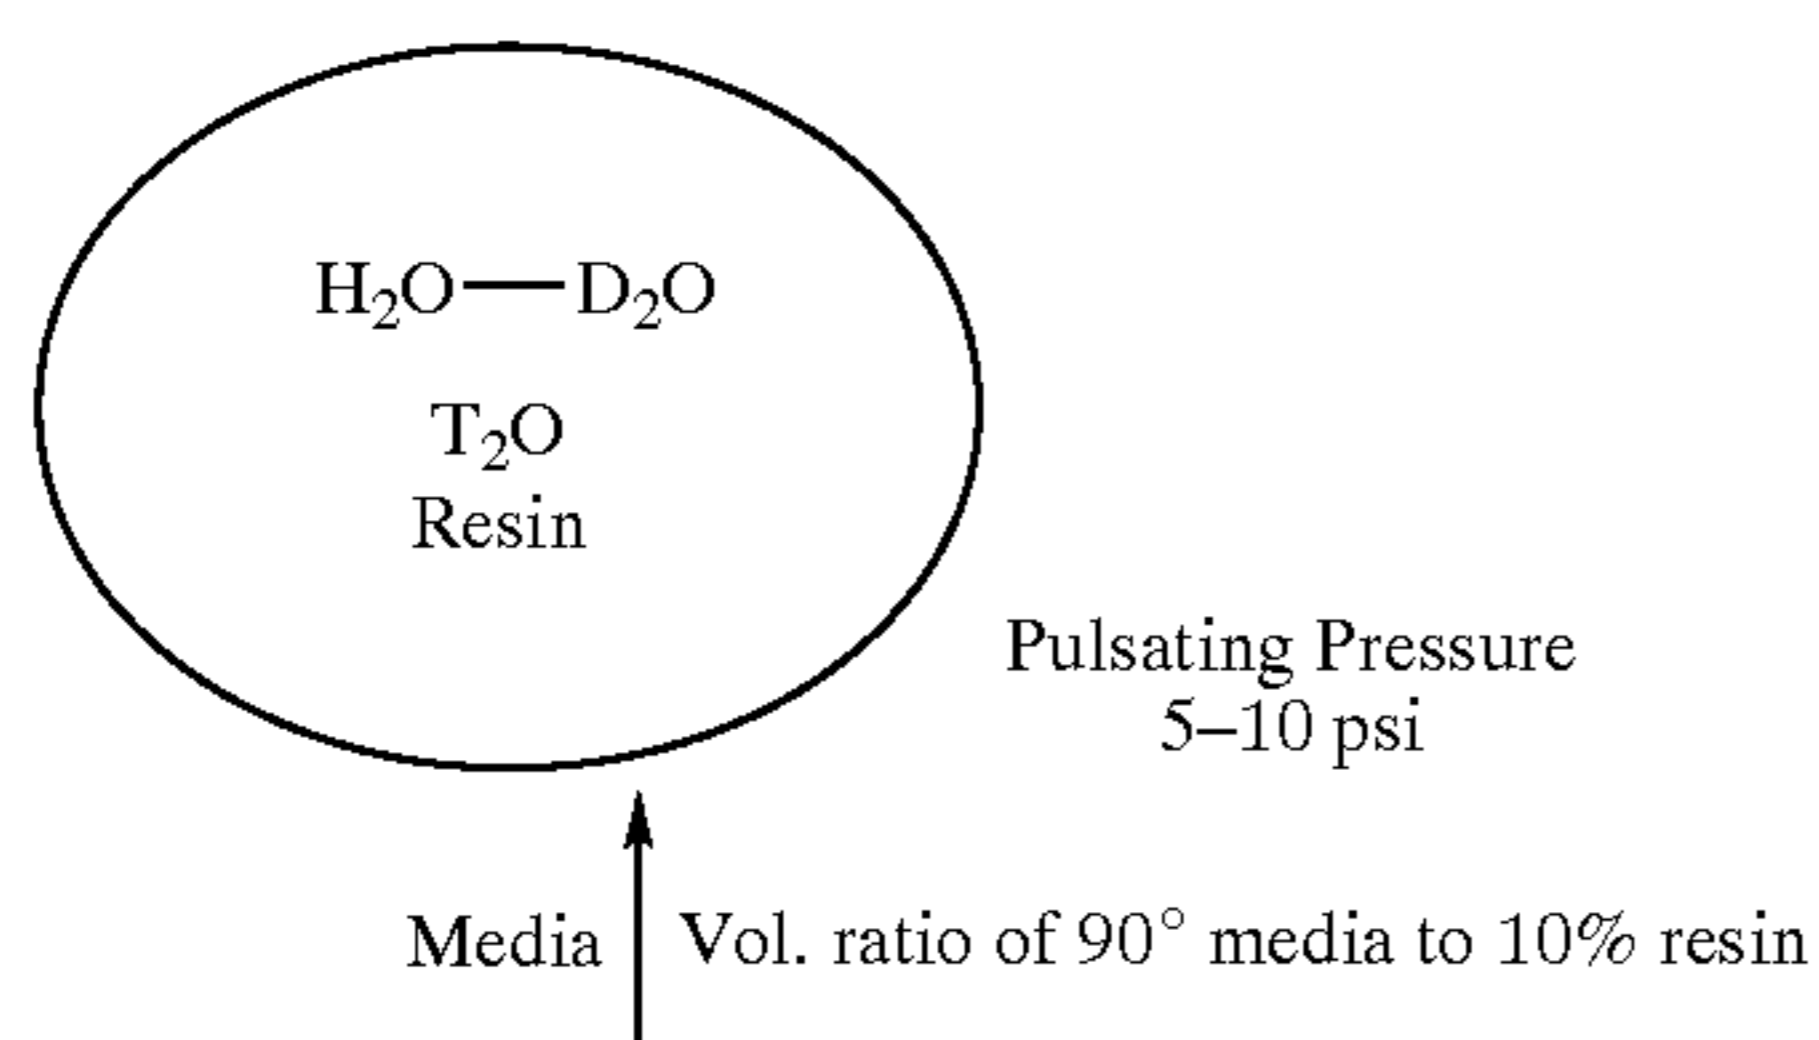 H₂O—D₂O
T₂O
Resin
Pulsating Pressure
5–10 psi
Media Vol. ratio of 90° media to 10% resin